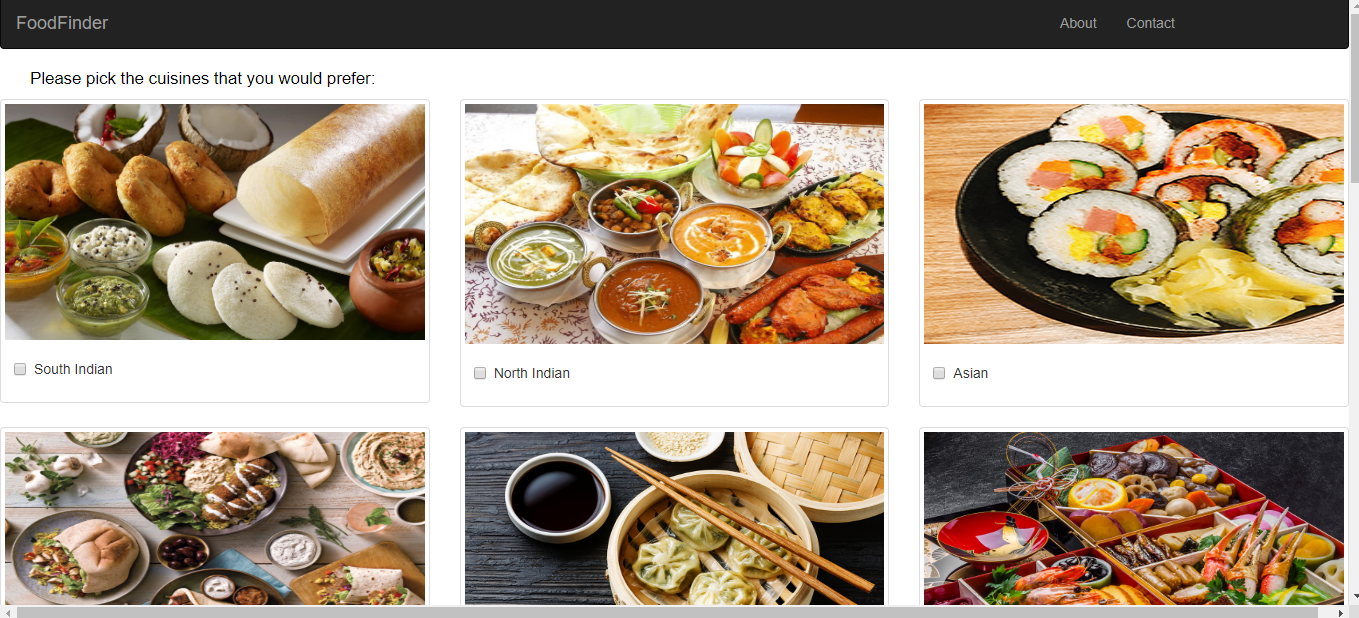 FoodFinder About Contact
Please pick the cuisines that you would prefer:
South Indian North Indian Asian